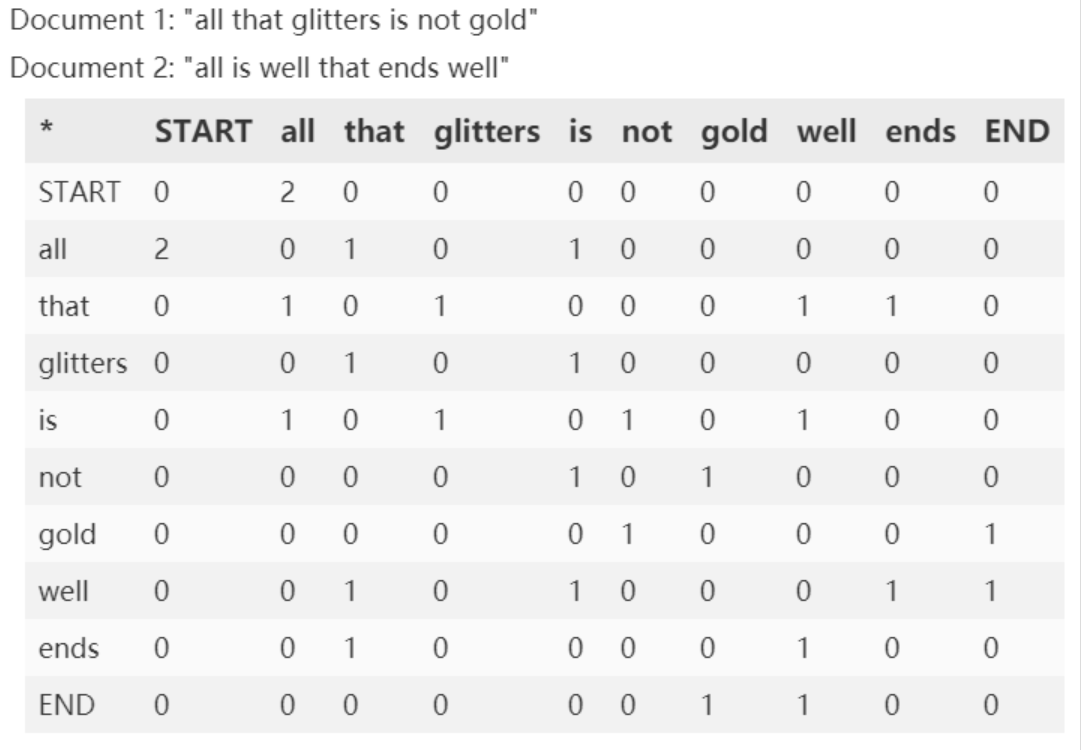 Document 1: "all that glitters is not gold"
Document 2: "all is well that ends well"
* START all that glitters is not gold well ends END
START 0 2 0 0 0 0 0 0 0 0
all 2 0 1 0 1 0 0 0 0 0
that 0 1 0 1 0 0 0 1 1 0
glitters 0 0 1 0 1 0 0 0 0 0
is 0 1 0 1 0 1 0 1 0 0
not 0 0 0 0 1 0 1 0 0 0
gold 0 0 0 0 0 1 0 0 0 1
well 0 0 1 0 1 0 0 0 1 1
ends 0 0 1 0 0 0 0 1 0 0
END 0 0 0 0 0 0 1 1 0 0